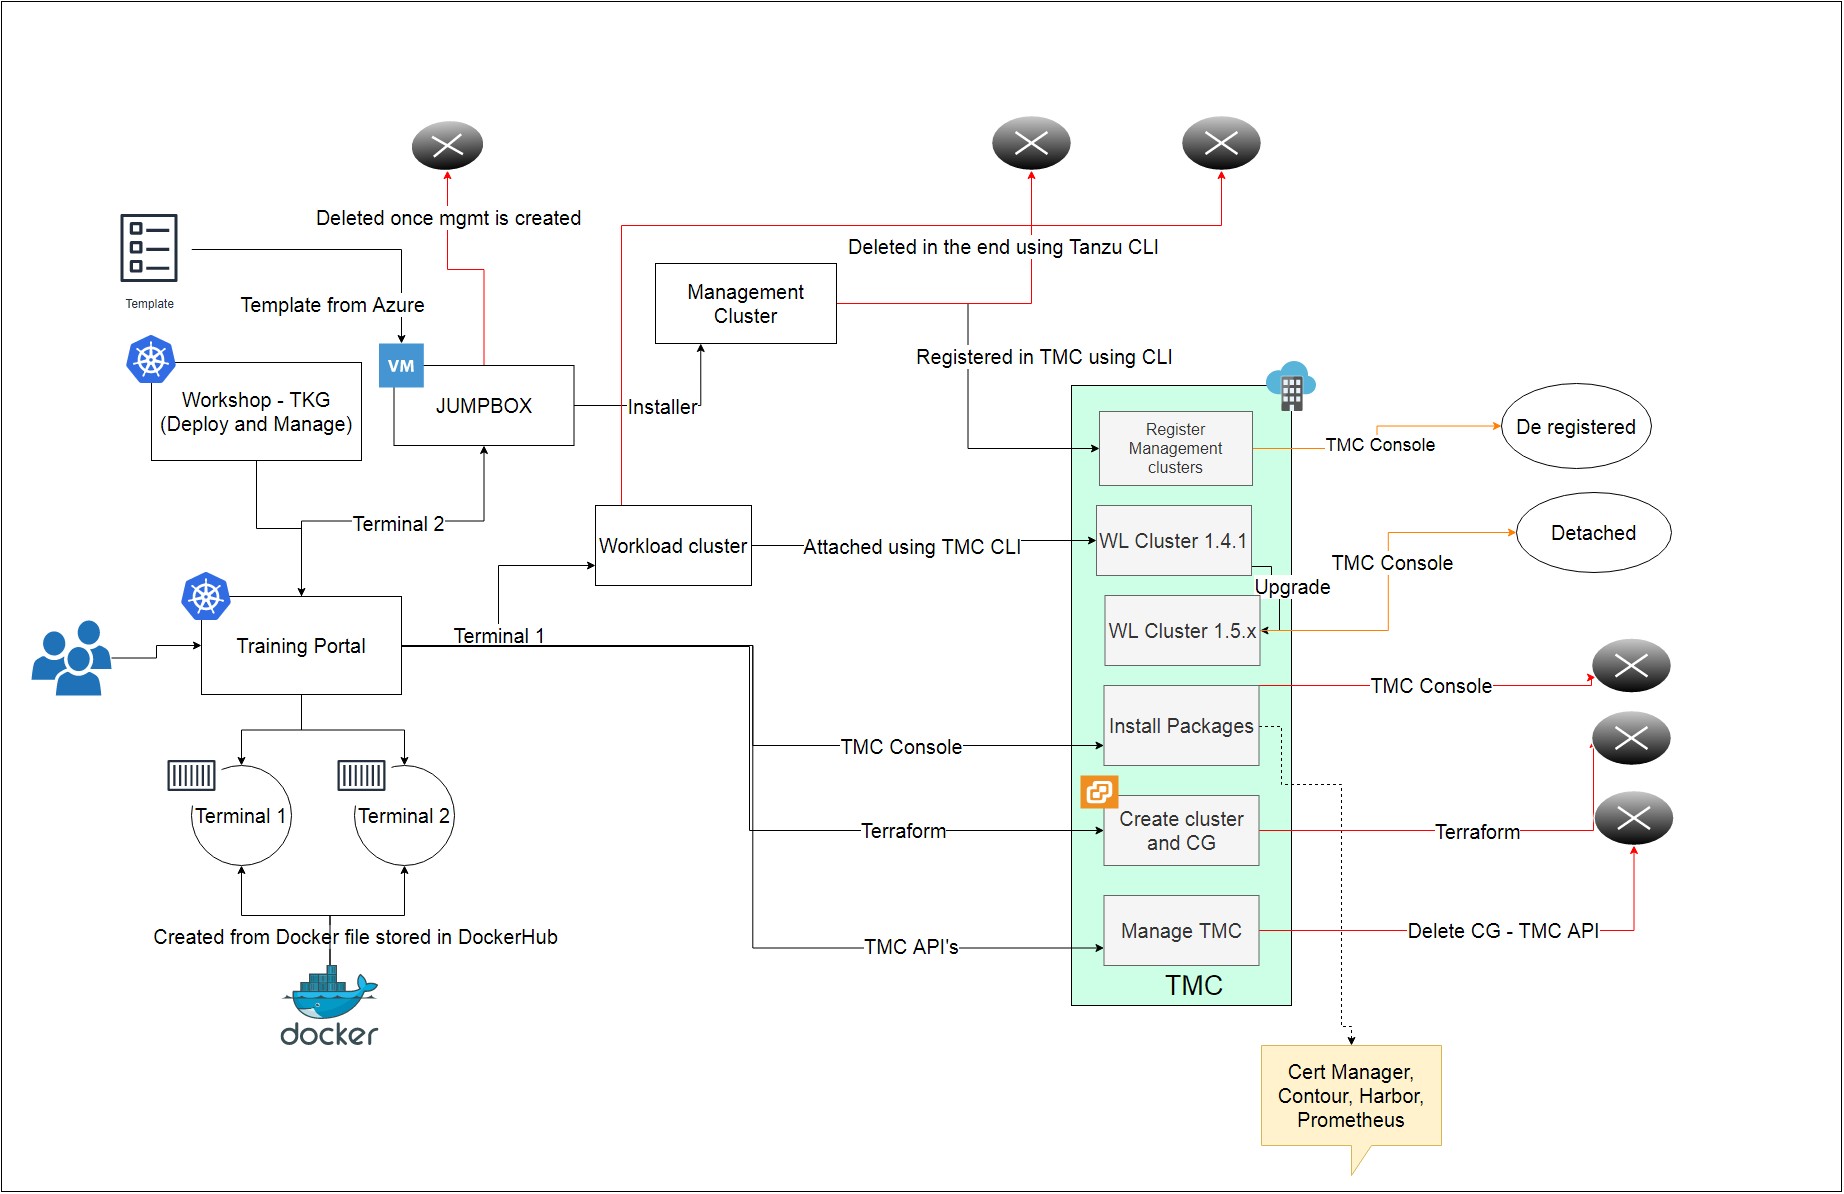 Deleted once mgmt is created
Deleted in the end using Tanzu CLI
Template
Template from Azure
Management
Cluster
Registered in TMC using CLI
VM
JUMPBOX
Installer
Workshop - TKG
(Deploy and Manage)
Register
Management
clusters
TMC Console
De registered
Terminal 2
Workload cluster
Attached using TMC CLI
WL Cluster 1.4.1
Upgrade
TMC Console
Detached
WL Cluster 1.5.x
Training Portal
Terminal 1
TMC Console
Install Packages
TMC Console
Terminal 1
Terminal 2
Terraform
Create cluster
and CG
Terraform
TMC API's
Manage TMC
Delete CG - TMC API
TMC
Created from Docker file stored in DockerHub
docker
Cert Manager,
Contour, Harbor,
Prometheus